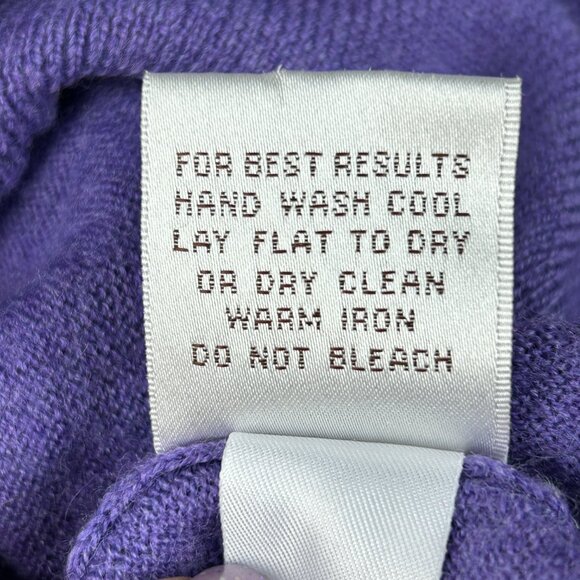 FOR BEST RESULTS
HAND WASH COOL
LAY FLAT TO DRY
OR DRY CLEAN
WARM IRON
DO NOT BLEACH